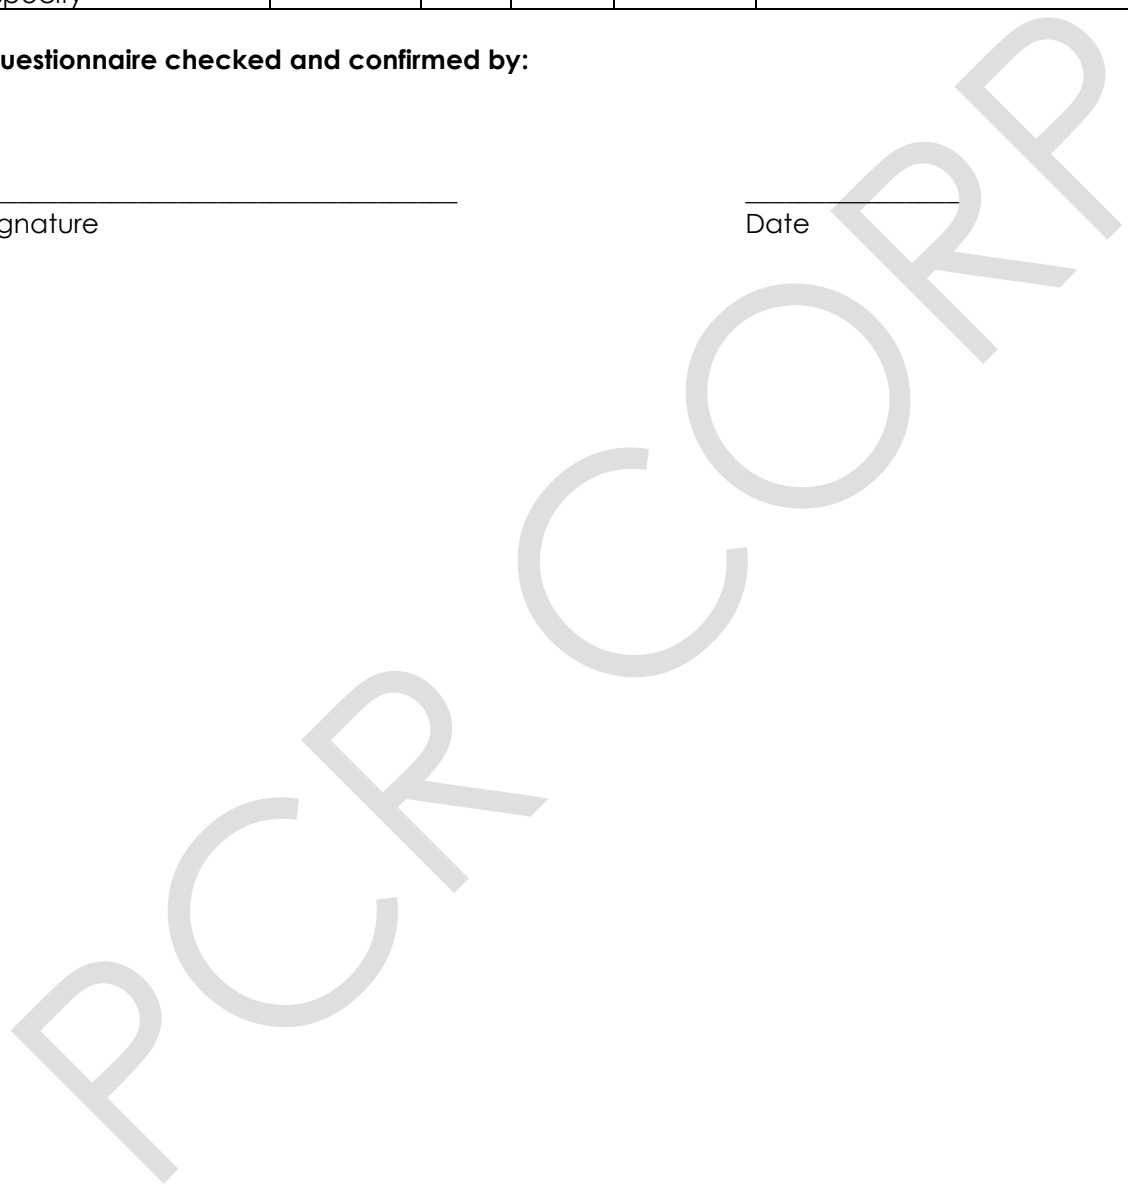 pecify
uestionnaire checked and confirmed by:
gnature
Date
PCR CORP